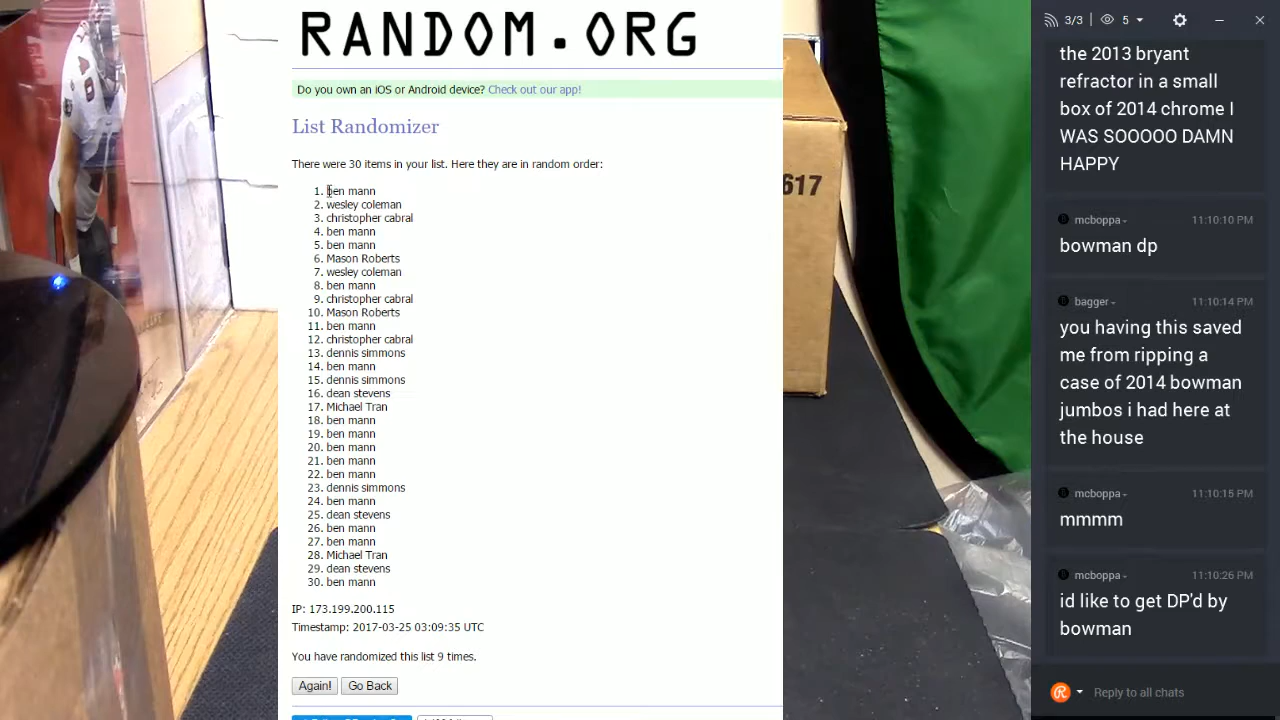 RANDOM.ORG
Do you own an iOS or Android device? Check out our app!
List Randomizer
There were 30 items in your list. Here they are in random order:
1. ben mann
2. wesley coleman
3. christopher cabral
4. ben mann
5. ben mann
6. Mason Roberts
7. wesley coleman
8. ben mann
9. christopher cabral
10. Mason Roberts
11. ben mann
12. christopher cabral
13. dennis simmons
14. ben mann
15. dennis simmons
16. dean stevens
17. Michael Tran
18. ben mann
19. ben mann
20. ben mann
21. ben mann
22. ben mann
23. dennis simmons
24. ben mann
25. dean stevens
26. ben mann
27. ben mann
28. Michael Tran
29. dean stevens
30. ben mann
IP: 173.199.200.115
Timestamp: 2017-03-25 03:09:35 UTC
You have randomized this list 9 times.
Again! Go Back
617
3/3 5
the 2013 bryant
refractor in a small
box of 2014 chrome I
WAS SOOOOO DAMN
HAPPY
mcboppa 11:10:10 PM
bowman dp
bagger 11:10:14 PM
you having this saved
me from ripping a
case of 2014 bowman
jumbos i had here at
the house
mcboppa 11:10:15 PM
mmmm
mcboppa 11:10:26 PM
id like to get DP'd by
bowman
Reply to all chats